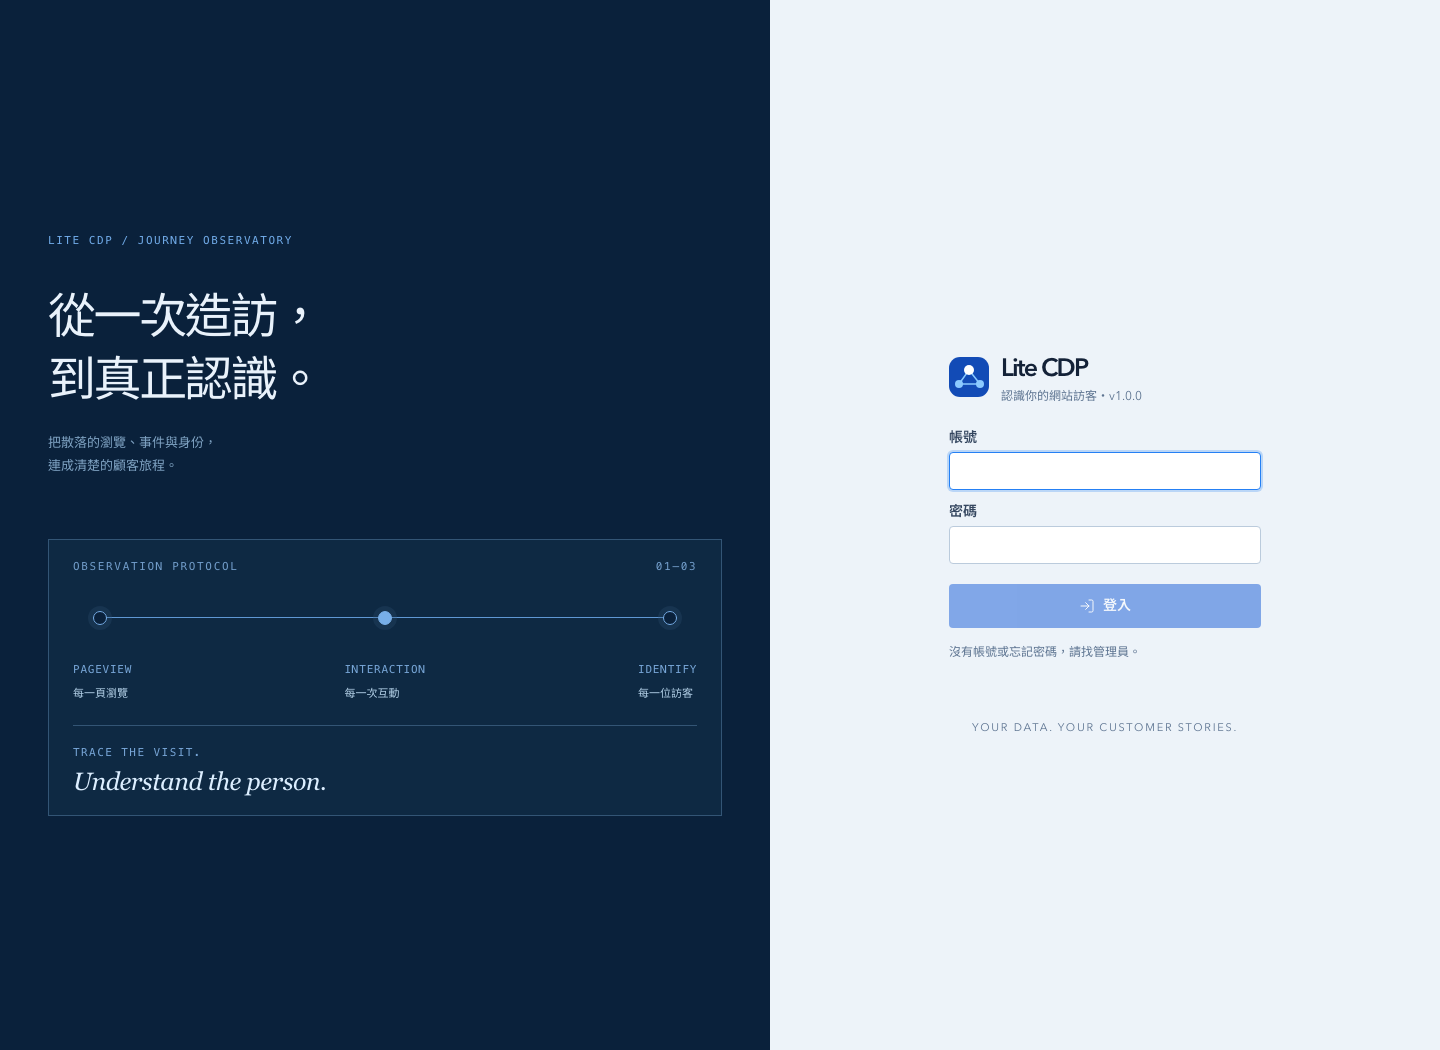 LITE CDP / JOURNEY OBSERVATORY
從一次造訪，
到真正認識。
把散落的瀏覽、事件與身份，
連成清楚的顧客旅程。
OBSERVATION PROTOCOL 01—03
PAGEVIEW INTERACTION IDENTIFY
每一頁瀏覽 每一次互動 每一位訪客
TRACE THE VISIT.
Understand the person.
Lite CDP
認識你的網站訪客・v1.0.0
帳號
密碼
登入
沒有帳號或忘記密碼，請找管理員。
YOUR DATA. YOUR CUSTOMER STORIES.